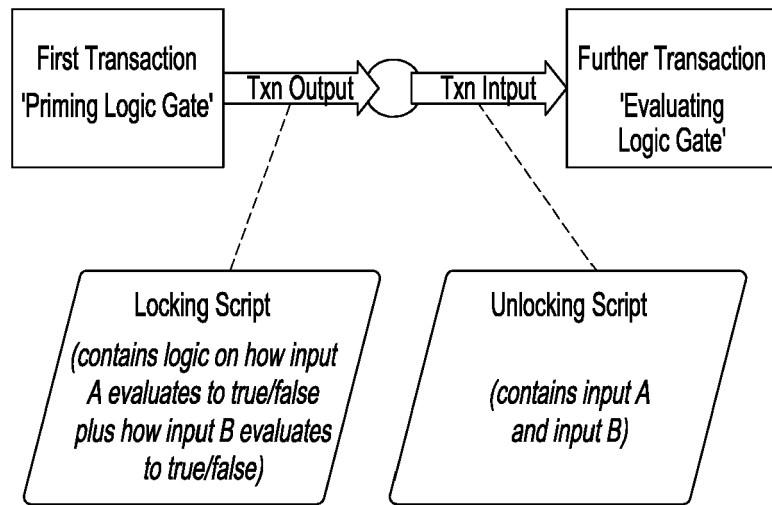 First Transaction
'Priming Logic Gate'
Txn Output
Txn Intput
Further Transaction
'Evaluating
Logic Gate'
Locking Script
(contains logic on how input
A evaluates to true/false
plus how input B evaluates
to true/false)
Unlocking Script
(contains input A
and input B)